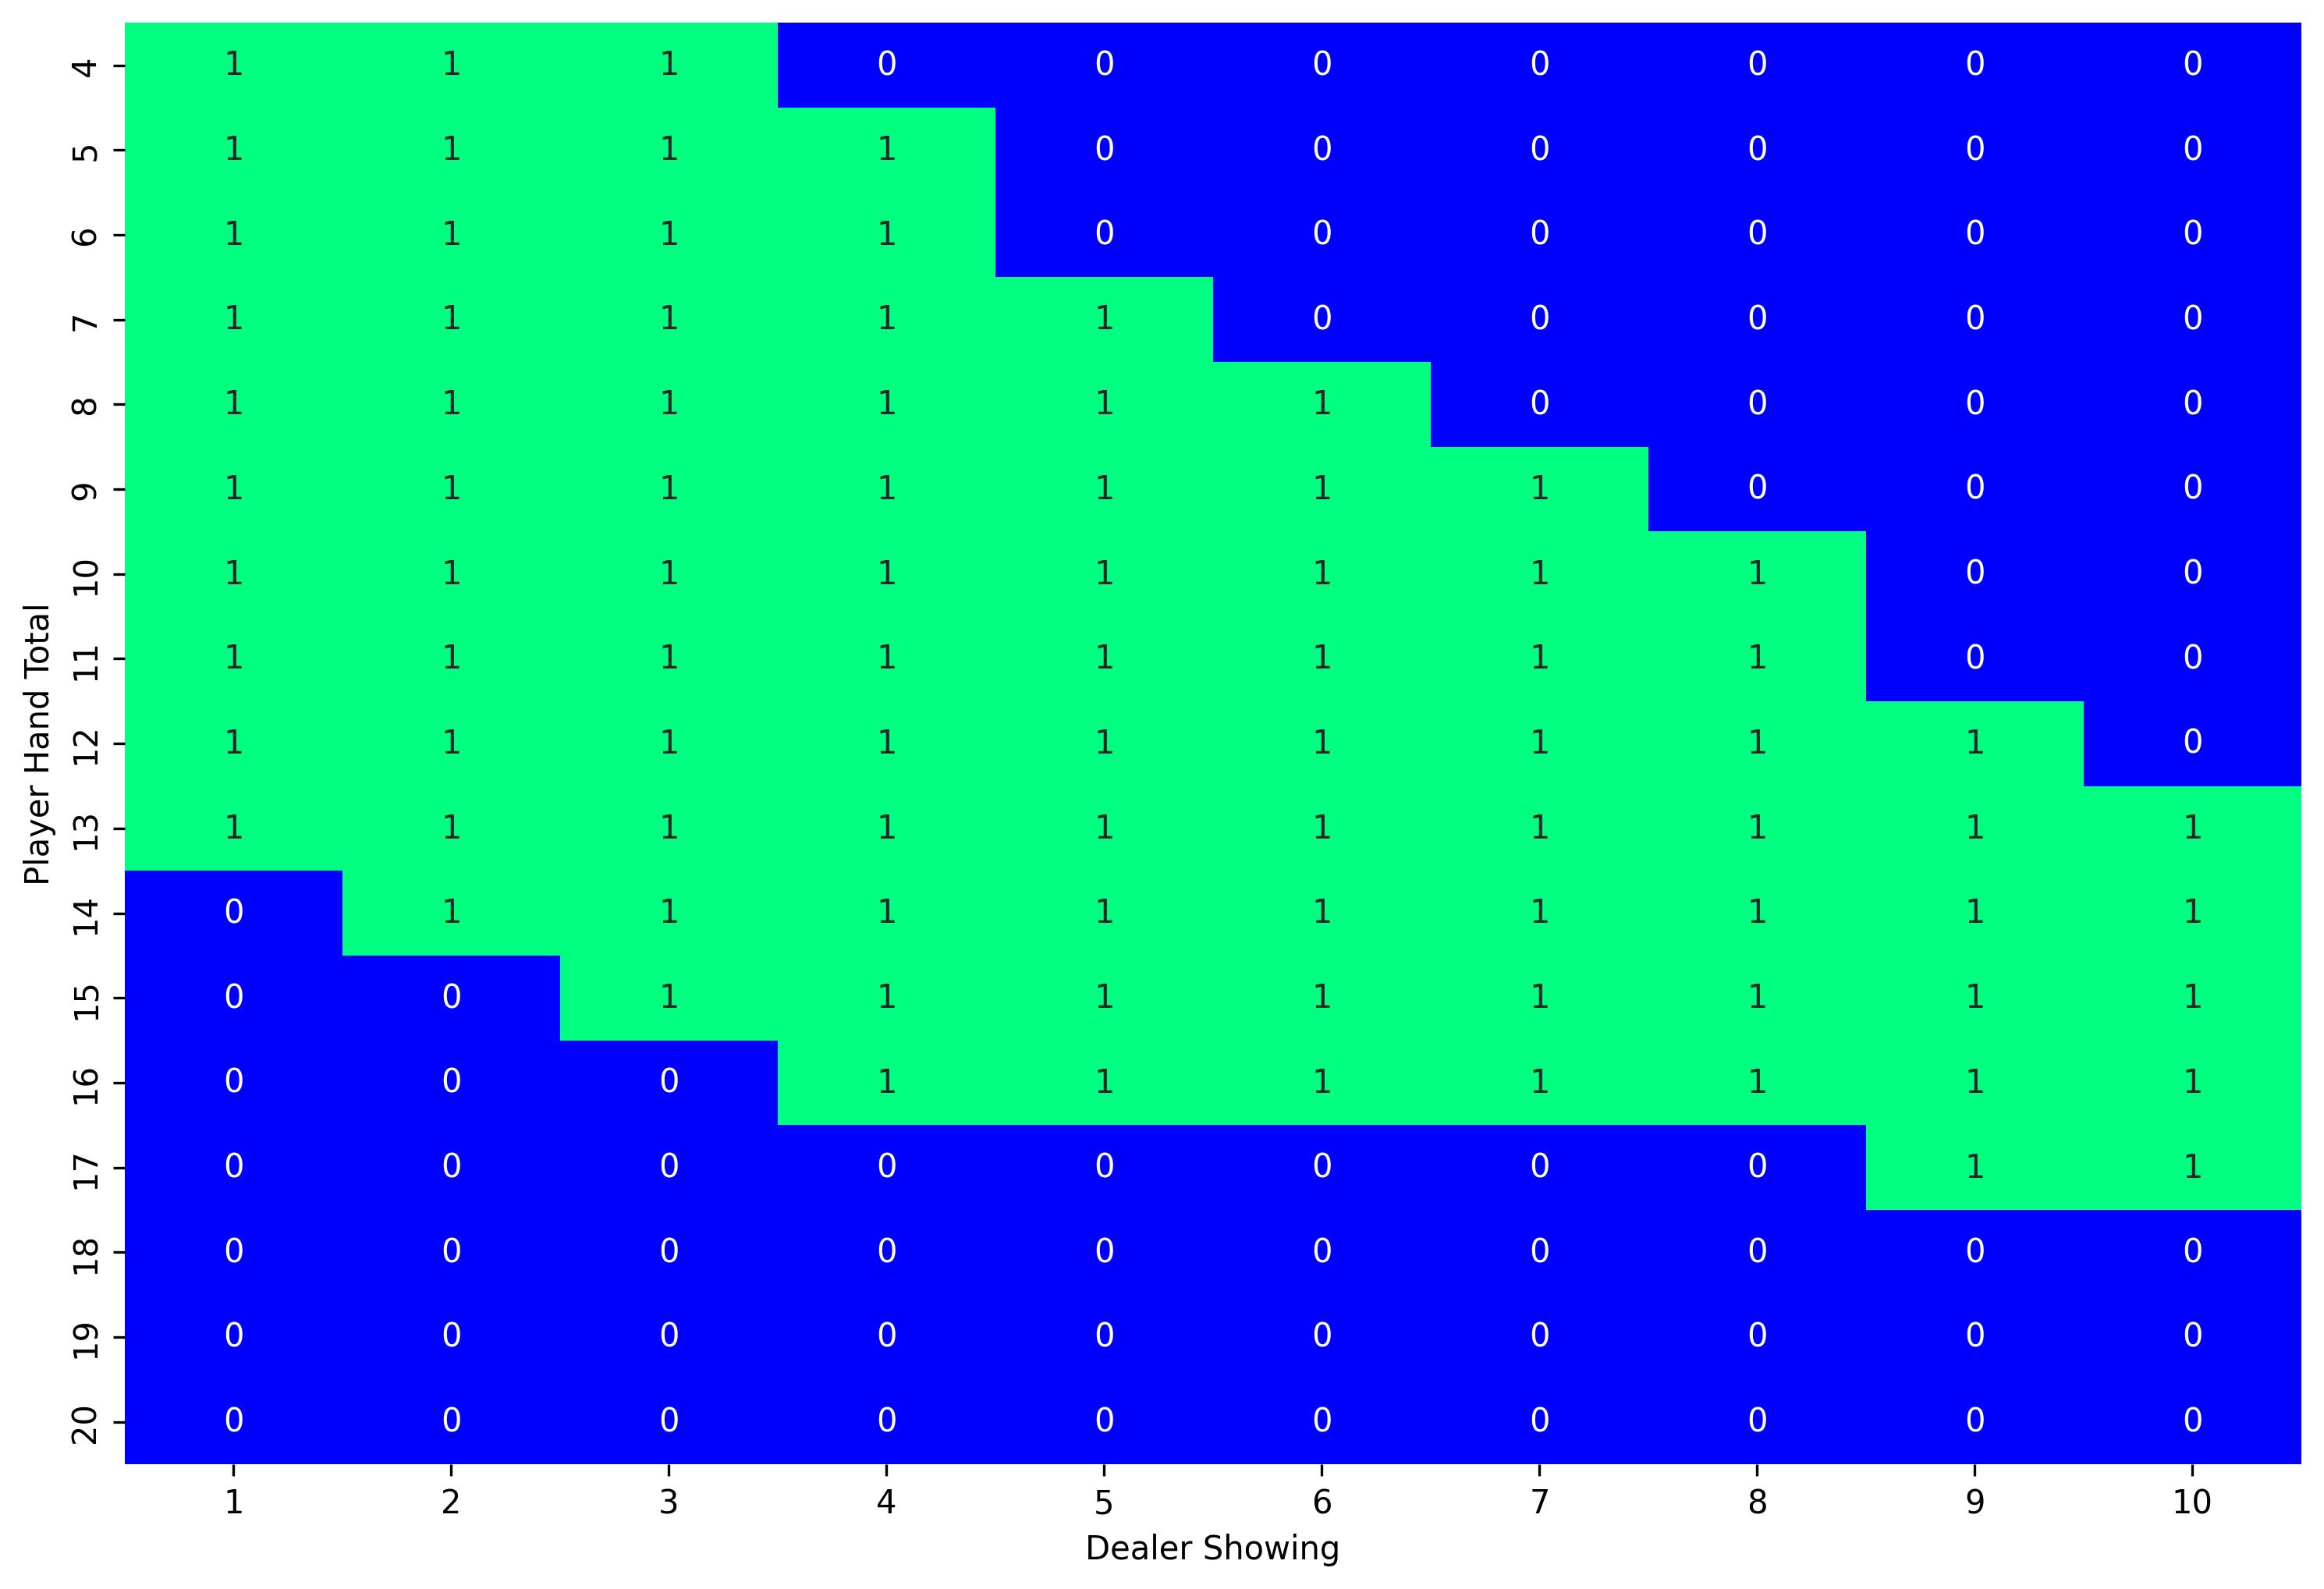 4 1 1 1 0 0 0 0 0 0 0
5 1 1 1 1 0 0 0 0 0 0
6 1 1 1 1 0 0 0 0 0 0
7 1 1 1 1 1 0 0 0 0 0
8 1 1 1 1 1 1 0 0 0 0
9 1 1 1 1 1 1 1 0 0 0
10 1 1 1 1 1 1 1 1 0 0
11 1 1 1 1 1 1 1 1 0 0
12 1 1 1 1 1 1 1 1 1 0
13 1 1 1 1 1 1 1 1 1 1
14 0 1 1 1 1 1 1 1 1 1
15 0 0 1 1 1 1 1 1 1 1
16 0 0 0 1 1 1 1 1 1 1
17 0 0 0 0 0 0 0 0 1 1
18 0 0 0 0 0 0 0 0 0 0
19 0 0 0 0 0 0 0 0 0 0
20 0 0 0 0 0 0 0 0 0 0
1 2 3 4 5 6 7 8 9 10
Dealer Showing
Player Hand Total